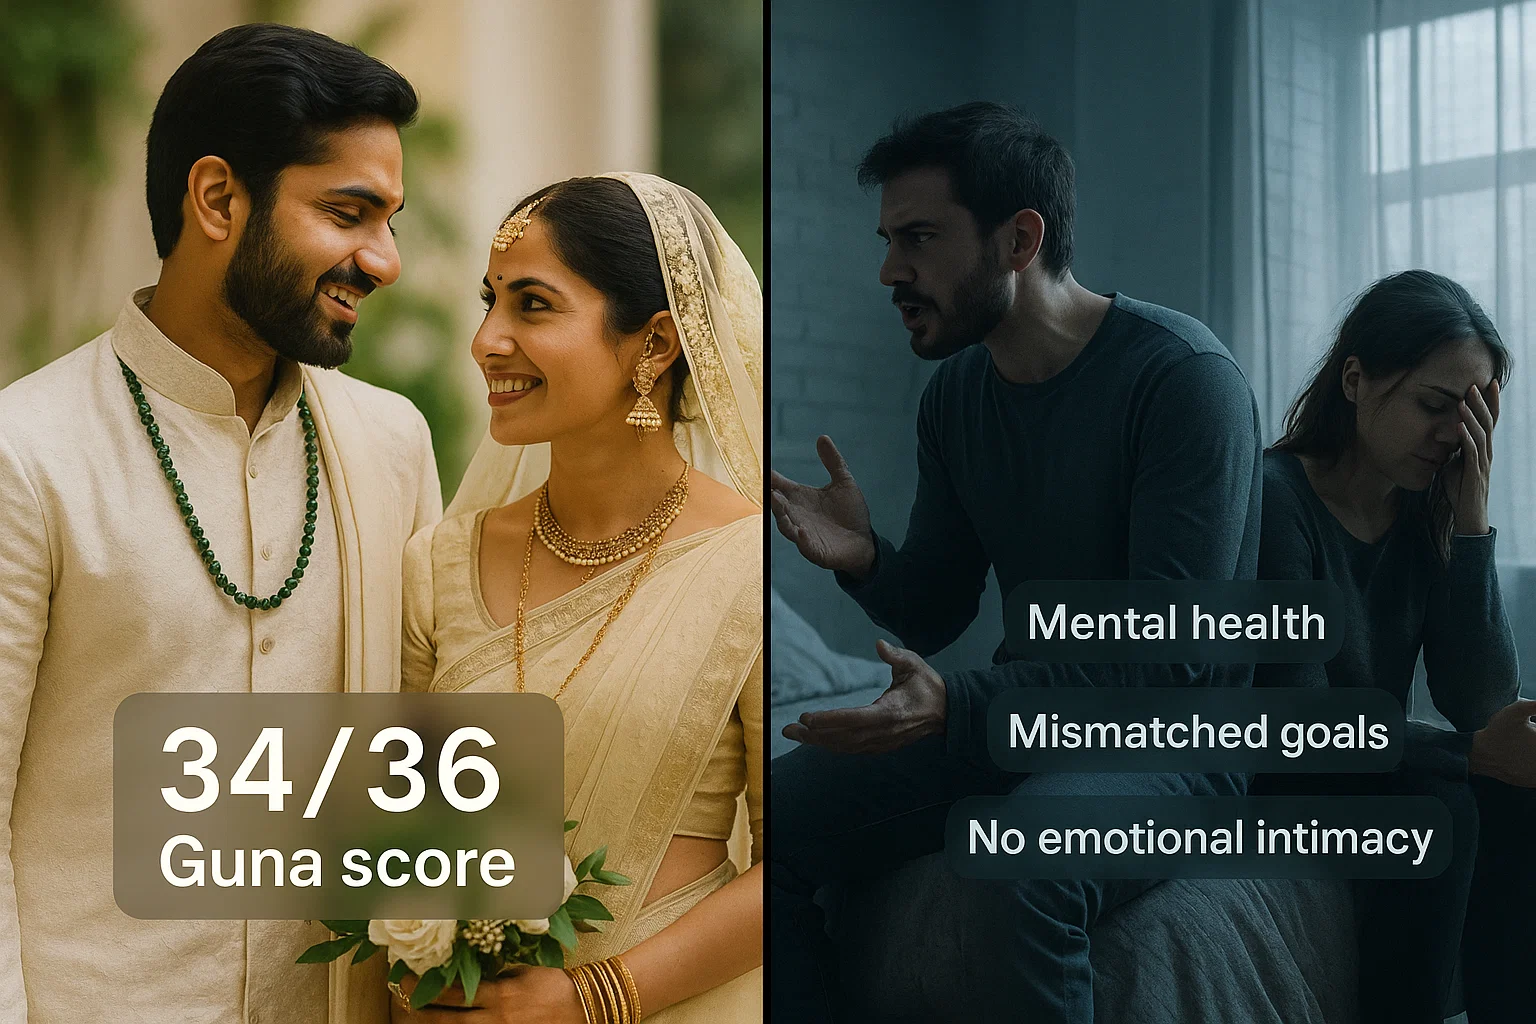 34/36
Guna score
Mental health
Mismatched goals
No emotional intimacy